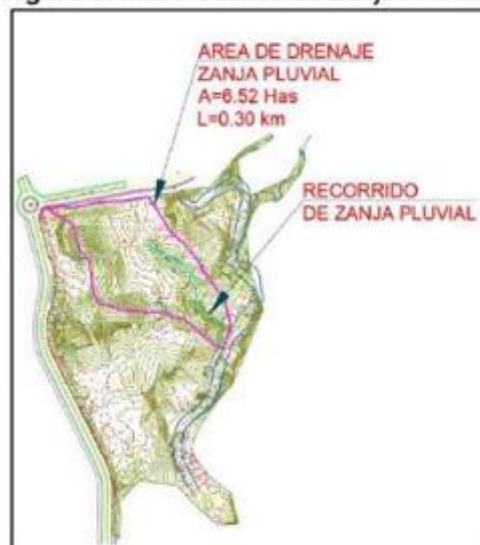 AREA DE DRENAJE
ZANJA PLUVIAL
A=6.52 Has
L=0.30 km
RECORRIDO
DE ZANJA PLUVIAL